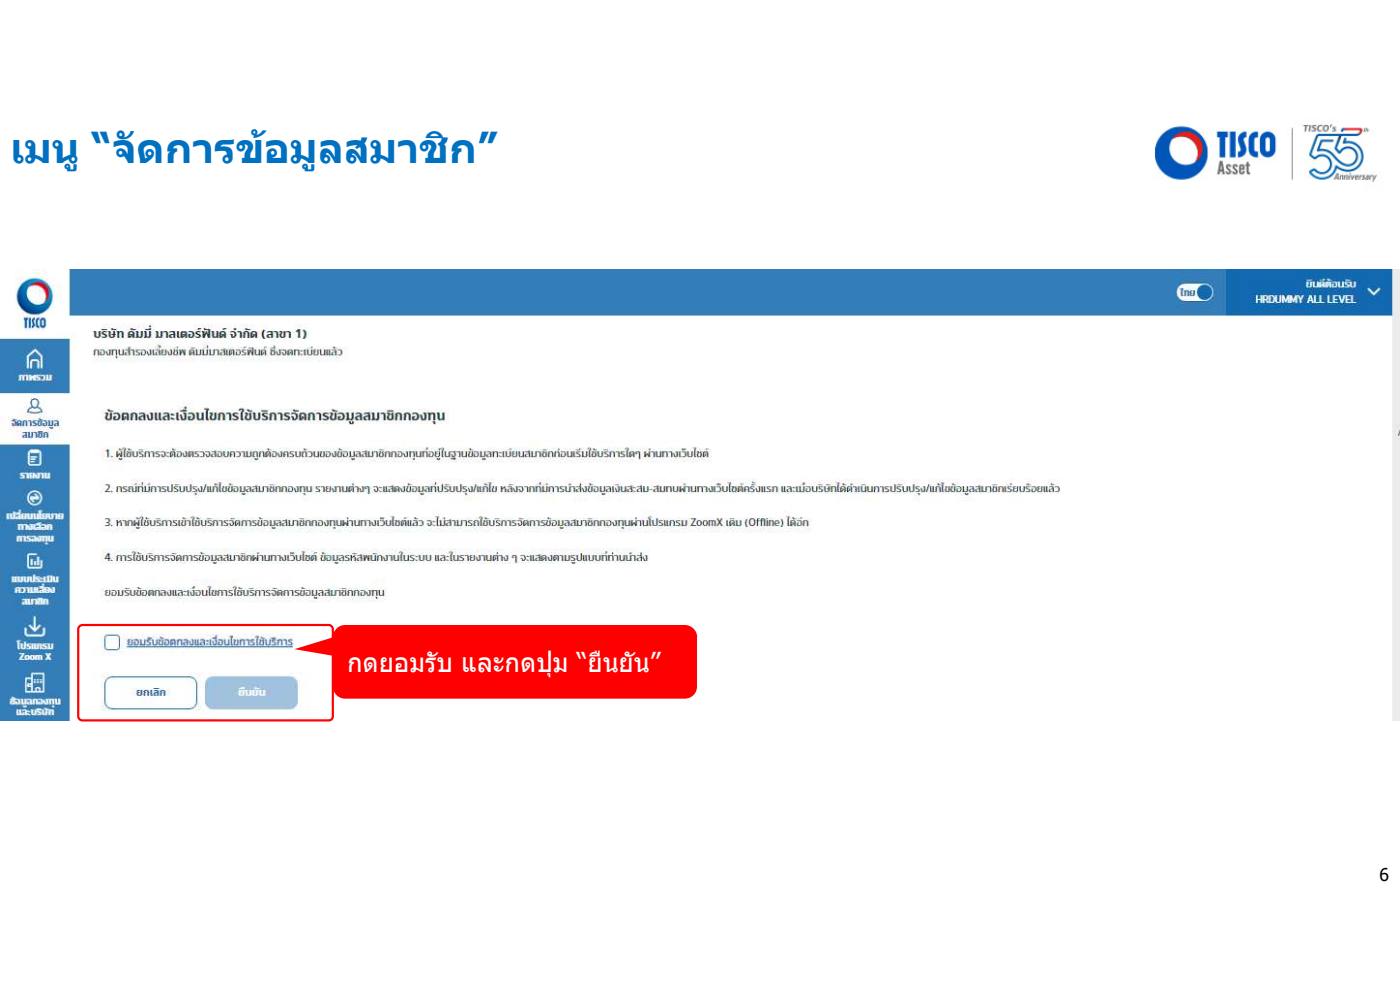 เมนู “จัดการข้อมูลสมาชิก”
TISCO
Asset
TISCO's
55th
Anniversary
TISCO
ไทย
ยินดีต้อนรับ
HRDUMMY ALL LEVEL
บริษัท ดัมมี่ มาสเตอร์ฟันด์ จำกัด (สาขา 1)
กองทุนสำรองเลี้ยงชีพ ดัมมี่มาสเตอร์ฟันด์ ซึ่งจดทะเบียนแล้ว
ภาพรวม
จัดการข้อมูล
สมาชิก
รายงาน
เปลี่ยนนโยบาย
ทางเลือก
การลงทุน
แบบประเมิน
ความเสี่ยง
สมาชิก
โปรแกรม
Zoom X
ข้อมูลกองทุน
และบริษัท
ข้อตกลงและเงื่อนไขการใช้บริการจัดการข้อมูลสมาชิกกองทุน
1. ผู้ใช้บริการจะต้องตรวจสอบความถูกต้องครบถ้วนของข้อมูลสมาชิกกองทุนที่อยู่ในฐานข้อมูลทะเบียนสมาชิกก่อนเริ่มใช้บริการใดๆ ผ่านทางเว็บไซต์
2. กรณีที่มีการปรับปรุง/แก้ไขข้อมูลสมาชิกกองทุน รายงานต่างๆ จะแสดงข้อมูลที่ปรับปรุง/แก้ไข หลังจากที่มีการนำส่งข้อมูลเงินสะสม-สมทบผ่านทางเว็บไซต์ครั้งแรก และเมื่อบริษัทได้ดำเนินการปรับปรุง/แก้ไขข้อมูลสมาชิกเรียบร้อยแล้ว
3. หากผู้ใช้บริการเข้าใช้บริการจัดการข้อมูลสมาชิกกองทุนผ่านทางเว็บไซต์แล้ว จะไม่สามารถใช้บริการจัดการข้อมูลสมาชิกกองทุนผ่านโปรแกรม ZoomX เดิม (Offline) ได้อีก
4. การใช้บริการจัดการข้อมูลสมาชิกผ่านทางเว็บไซต์ ข้อมูลรหัสพนักงานในระบบ และในรายงานต่าง ๆ จะแสดงตามรูปแบบที่ท่านนำส่ง
ยอมรับข้อตกลงและเงื่อนไขการใช้บริการจัดการข้อมูลสมาชิกกองทุน
ยอมรับข้อตกลงและเงื่อนไขการใช้บริการ
กดยอมรับ และกดปุ่ม “ยืนยัน”
ยกเลิก
ยืนยัน
6